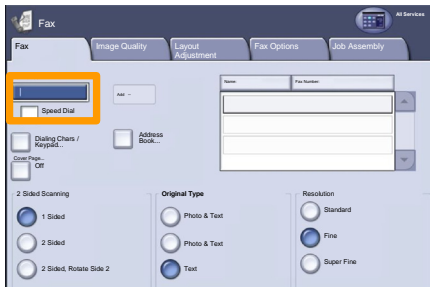 Fax
All Services
Fax
Image Quality
Layout
Adjustment
Fax Options
Job Assembly
Speed Dial
Add
Name:
Fax Number:
Dialing Chars /
Keypad...
Address
Book...
Cover Page...
Off
2 Sided Scanning
1 Sided
2 Sided
2 Sided, Rotate Side 2
Original Type
Photo & Text
Photo & Text
Text
Resolution
Standard
Fine
Super Fine